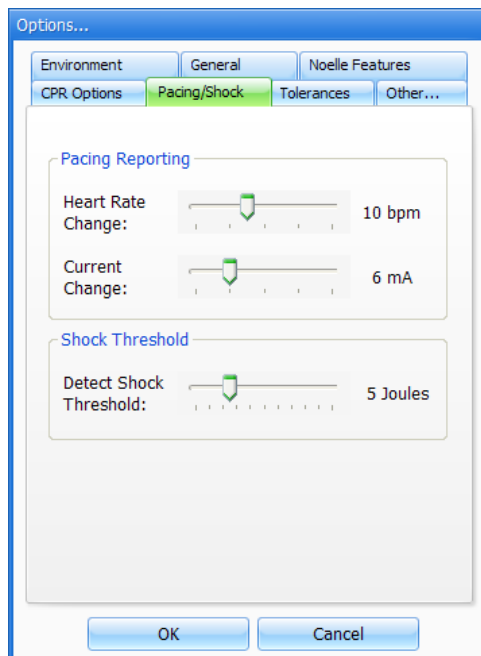 Options...
Environment General Noelle Features
CPR Options Pacing/Shock Tolerances Other...
Pacing Reporting
Heart Rate
Change:
10 bpm
Current
Change:
6 mA
Shock Threshold
Detect Shock
Threshold:
5 Joules
OK Cancel